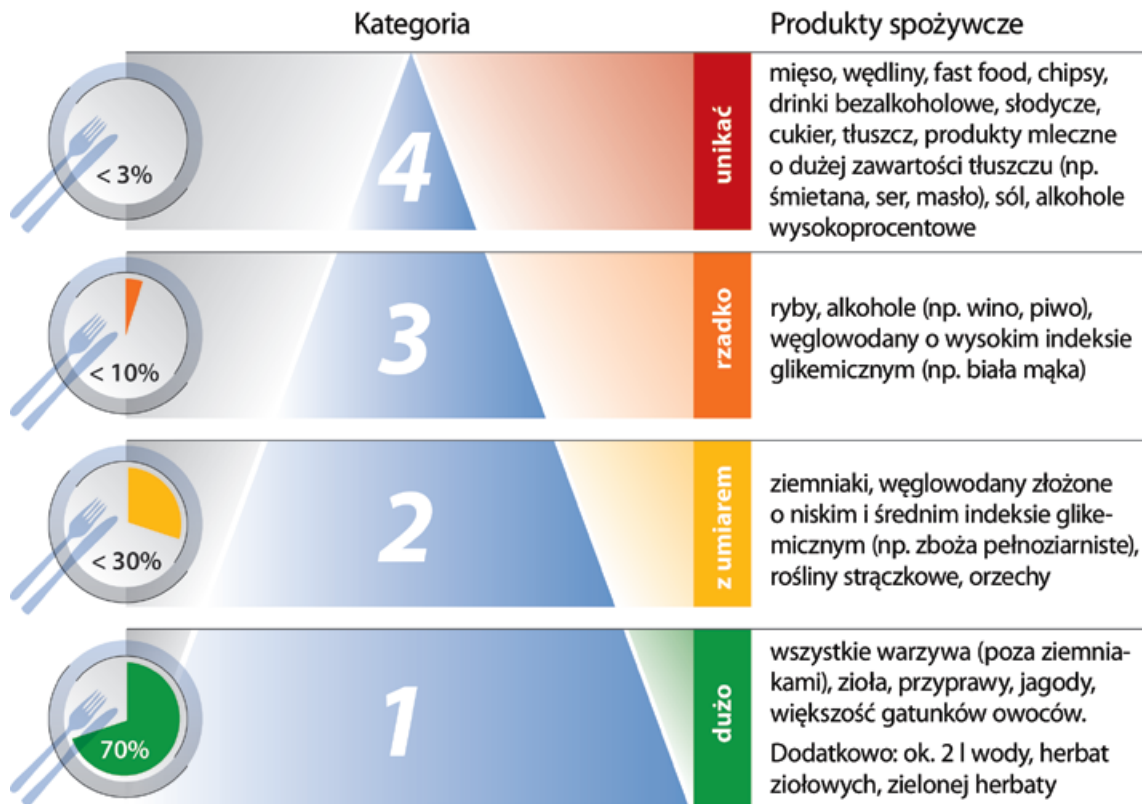 Kategoria
Produkty spożywcze
< 3%
4
unikać
mięso, wędliny, fast food, chipsy,
drinki bezalkoholowe, słodycze,
cukier, tłuszcz, produkty mleczne
o dużej zawartości tłuszczu (np.
śmietana, ser, masło), sól, alkohole
wysokoprocentowe
< 10%
3
rzadko
ryby, alkohole (np. wino, piwo),
węglowodany o wysokim indeksie
glikemicznym (np. biała mąka)
< 30%
2
z umiarem
ziemniaki, węglowodany złożone
o niskim i średnim indeksie glike-
micznym (np. zboża pełnoziarniste),
rośliny strączkowe, orzechy
70%
1
dużo
wszystkie warzywa (poza ziemnia-
kami), zioła, przyprawy, jagody,
większość gatunków owoców.
Dodatkowo: ok. 2 l wody, herbat
ziołowych, zielonej herbaty